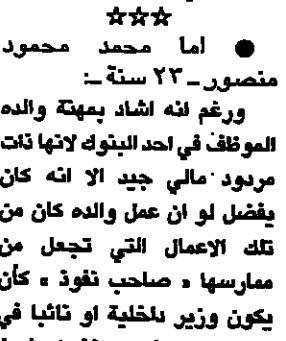 ☆☆☆
● اما محمد محمود
منصور ـ ٢٣ سنة ـ:
ورغم انه اشاد بمهنة والده
الموظف في احد البنوك لانها ذات
مردود مالي جيد الا انه كان
يفضل لو ان عمل والده كان من
تلك الاعمال التي تجعل من
ممارسها « صاحب نفوذ » كأن
يكون وزير داخلية او نائبا في